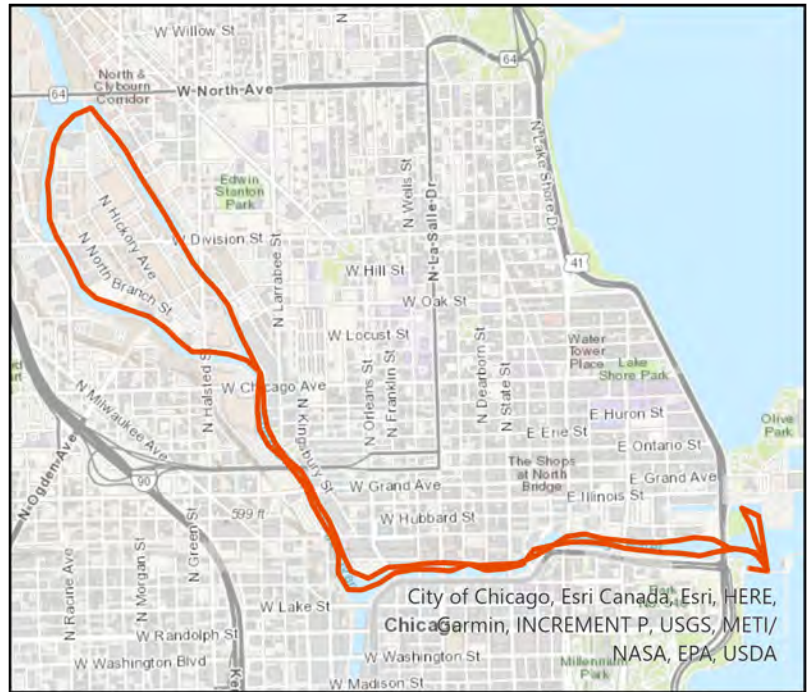 W Willow St
North &
Clybourn
Corridor
64
64
W-North-Ave
N
N Lake Shore Dr
Edwin
Stanton
Park
N Wells St
N-La-Salle-Dr
N Hickory Ave
N North Branch St
W Division St
N Larrabee St
W Hill St
41
W Oak St
Water
Tower
Place
Lake
Shore Park
W Locust St
N Orleans St
N Franklin St
N Dearborn St
N State St
N Halsted St
W Chicago Ave
N Kingsbury St
N Milwaukee Ave
E Huron St
E Erie St
E Ontario St
Olive
Park
The Shops
at North
Bridge
E Grand Ave
E Illinois St
W Grand Ave
90
N-Ogden-Ave
599 ft
W Hubbard St
N Racine Ave
N Morgan St
N Green St
W Lake St
W Randolph St
W Washington Blvd
W Washington St
W Madison St
Chicago
Millennium
Park
City of Chicago, Esri Canada, Esri, HERE,
Garmin, INCREMENT P, USGS, METI/
NASA, EPA, USDA